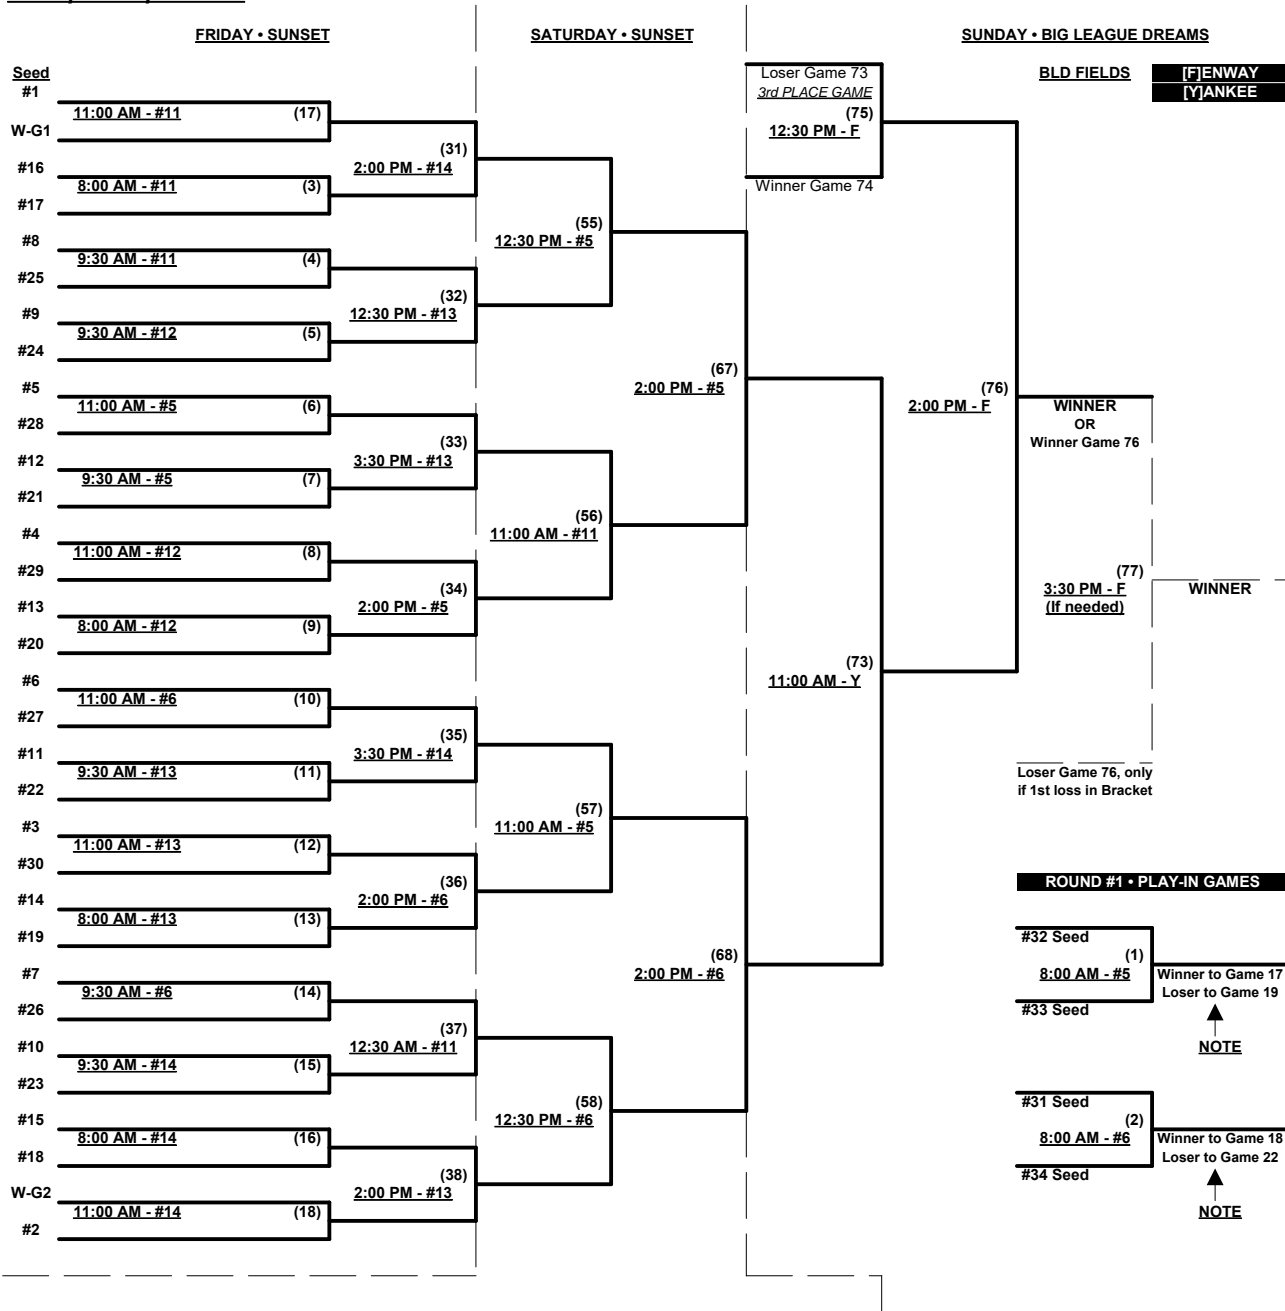 FRIDAY • SUNSET
SATURDAY • SUNSET
SUNDAY • BIG LEAGUE DREAMS
BLD FIELDS
[F]ENWAY
[Y]ANKEE
Seed
#1
11:00 AM - #11 (17)
W-G1
#16
8:00 AM - #11 (3)
#17
#8
9:30 AM - #11 (4)
#25
#9
9:30 AM - #12 (5)
#24
#5
11:00 AM - #5 (6)
#28
#12
9:30 AM - #5 (7)
#21
#4
11:00 AM - #12 (8)
#29
#13
8:00 AM - #12 (9)
#20
#6
11:00 AM - #6 (10)
#27
#11
9:30 AM - #13 (11)
#22
#3
11:00 AM - #13 (12)
#30
#14
8:00 AM - #13 (13)
#19
#7
9:30 AM - #6 (14)
#26
#10
9:30 AM - #14 (15)
#23
#15
8:00 AM - #14 (16)
#18
W-G2
11:00 AM - #14 (18)
#2
(31)
2:00 PM - #14
(32)
12:30 PM - #13
(33)
3:30 PM - #13
(34)
2:00 PM - #5
(35)
3:30 PM - #14
(36)
2:00 PM - #6
(37)
12:30 AM - #11
(38)
2:00 PM - #13
(55)
12:30 PM - #5
(56)
11:00 AM - #11
(57)
11:00 AM - #5
(58)
12:30 PM - #6
(67)
2:00 PM - #5
(68)
2:00 PM - #6
Loser Game 73
3rd PLACE GAME
(75)
12:30 PM - F
Winner Game 74
(73)
11:00 AM - Y
(76)
2:00 PM - F
WINNER
OR
Winner Game 76
(77)
3:30 PM - F
(If needed)
WINNER
Loser Game 76, only
if 1st loss in Bracket
ROUND #1 • PLAY-IN GAMES
#32 Seed
(1)
8:00 AM - #5
#33 Seed
Winner to Game 17
Loser to Game 19
NOTE
#31 Seed
(2)
8:00 AM - #6
#34 Seed
Winner to Game 18
Loser to Game 22
NOTE